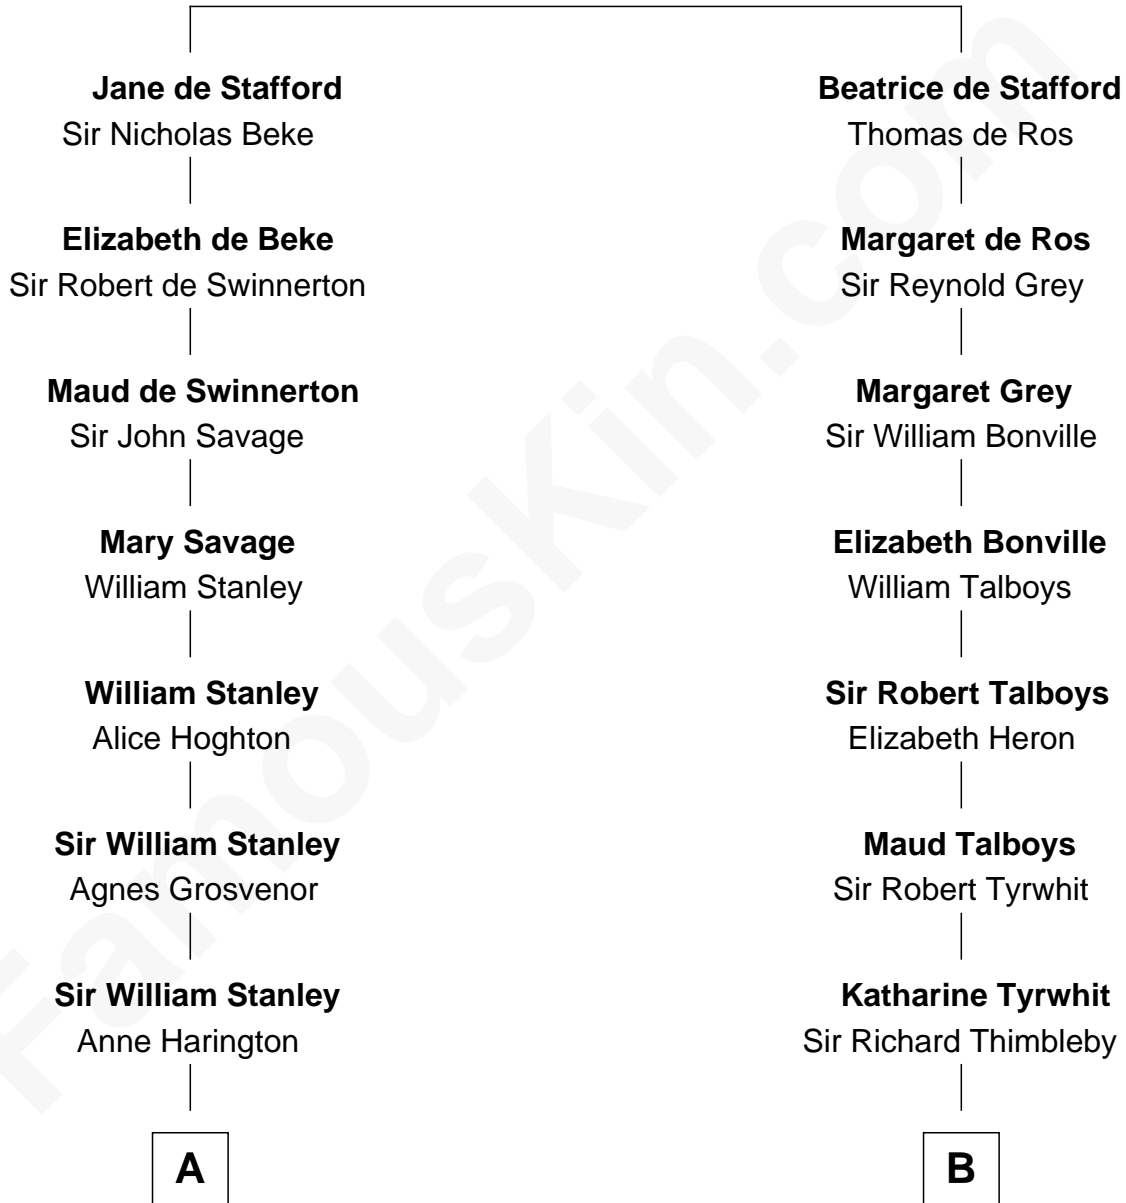 Jane de Stafford
Sir Nicholas Beke
Elizabeth de Beke
Sir Robert de Swinnerton
Maud de Swinnerton
Sir John Savage
Mary Savage
William Stanley
William Stanley
Alice Hoghton
Sir William Stanley
Agnes Grosvenor
Sir William Stanley
Anne Harington
A
Beatrice de Stafford
Thomas de Ros
Margaret de Ros
Sir Reynold Grey
Margaret Grey
Sir William Bonville
Elizabeth Bonville
William Talboys
Sir Robert Talboys
Elizabeth Heron
Maud Talboys
Sir Robert Tyrwhit
Katharine Tyrwhit
Sir Richard Thimbleby
B
FamousKin.com